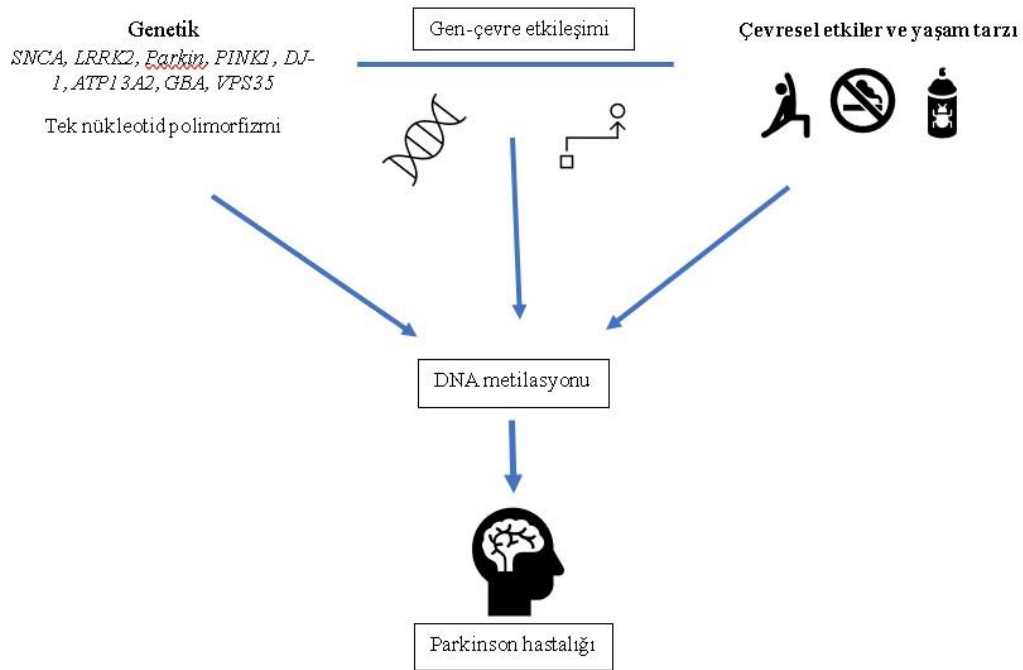 Genetik
SNCA, LRRK2, Parkin, PINK1, DJ-
1, ATP13A2, GBA, VPS35
Tek nükleotid polimorfizmi
Gen-çevre etkileşimi
Çevresel etkiler ve yaşam tarzı
DNA metilasyonu
Parkinson hastalığı